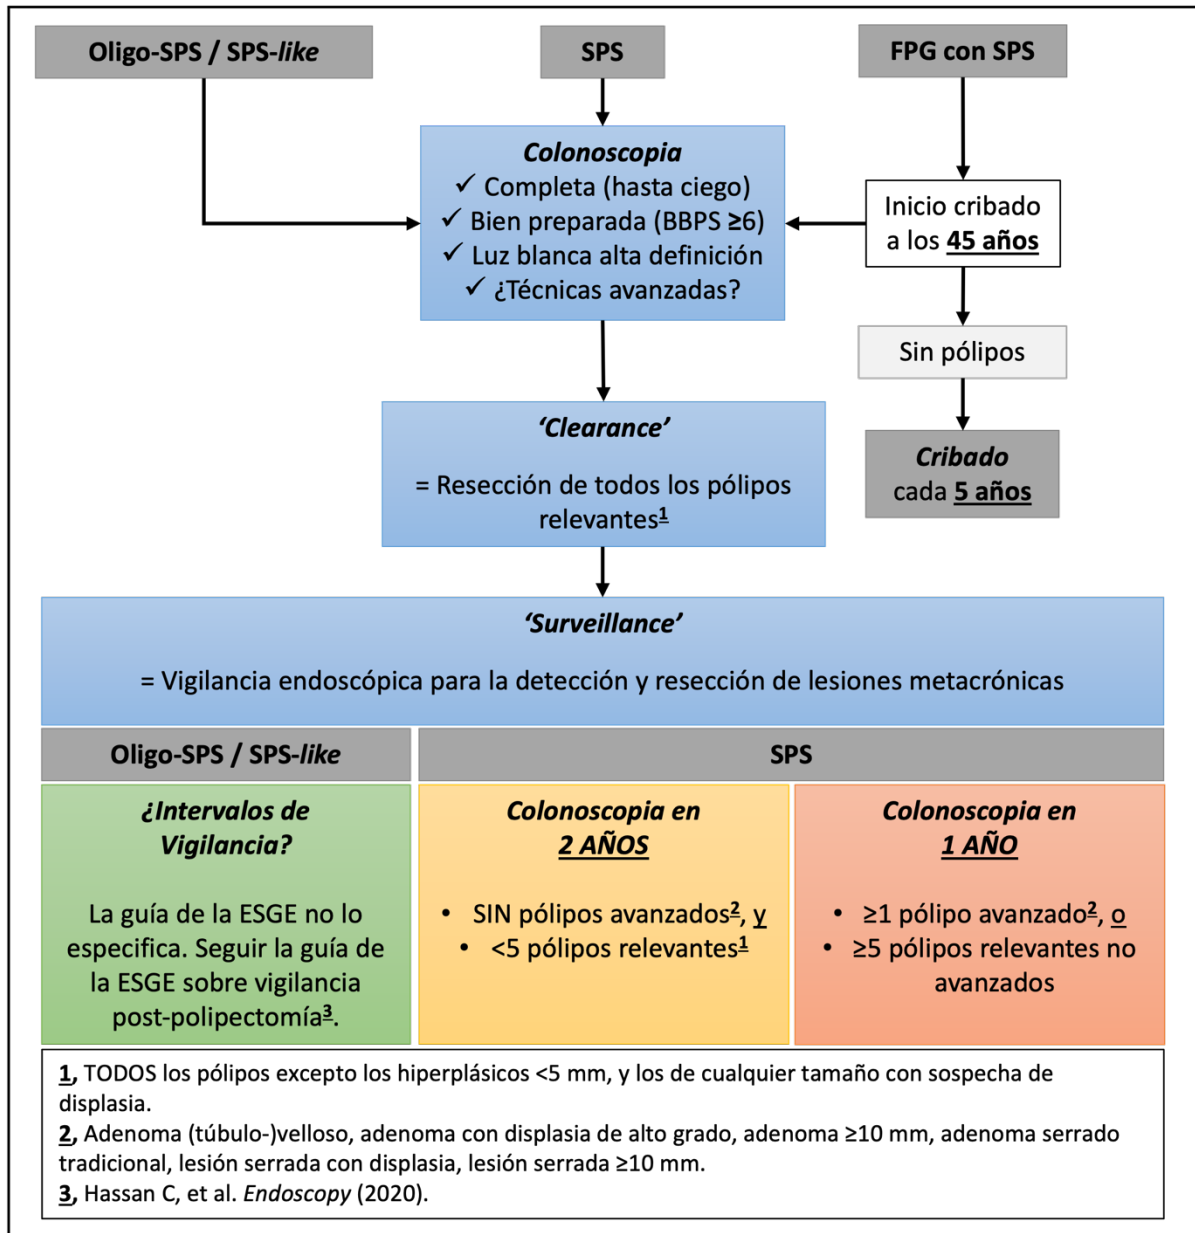 Oligo-SPS / SPS-like
SPS
FPG con SPS
Colonoscopia
✓ Completa (hasta ciego)
✓ Bien preparada (BBPS ≥6)
✓ Luz blanca alta definición
✓ ¿Técnicas avanzadas?
Inicio cribado
a los 45 años
Sin pólipos
Cribado
cada 5 años
‘Clearance’
= Resección de todos los pólipos
relevantes1
‘Surveillance’
= Vigilancia endoscópica para la detección y resección de lesiones metacrónicas
Oligo-SPS / SPS-like
SPS
¿Intervalos de
Vigilancia?
La guía de la ESGE no lo
especifica. Seguir la guía de
la ESGE sobre vigilancia
post-polipectomía3.
Colonoscopia en
2 AÑOS
• SIN pólipos avanzados2, y
• <5 pólipos relevantes1
Colonoscopia en
1 AÑO
• ≥1 pólipo avanzado2, o
• ≥5 pólipos relevantes no
avanzados
1, TODOS los pólipos excepto los hiperplásicos <5 mm, y los de cualquier tamaño con sospecha de
displasia.
2, Adenoma (túbulo-)velloso, adenoma con displasia de alto grado, adenoma ≥10 mm, adenoma serrado
tradicional, lesión serrada con displasia, lesión serrada ≥10 mm.
3, Hassan C, et al. Endoscopy (2020).